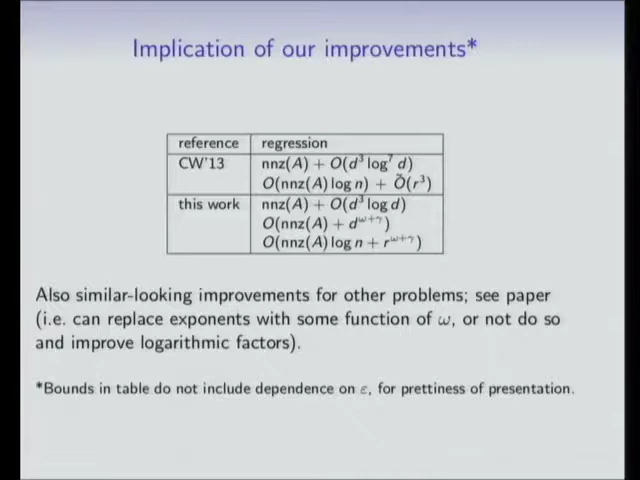 Implication of our improvements*
reference regression
CW'13 nnz(A) + O(d³ log⁷ d)
O(nnz(A) log n) + Õ(r³)
this work nnz(A) + O(d³ log d)
O(nnz(A) + d^{ω+γ})
O(nnz(A) log n + r^{ω+γ})
Also similar-looking improvements for other problems; see paper
(i.e. can replace exponents with some function of ω, or not do so
and improve logarithmic factors).
*Bounds in table do not include dependence on ε, for prettiness of presentation.